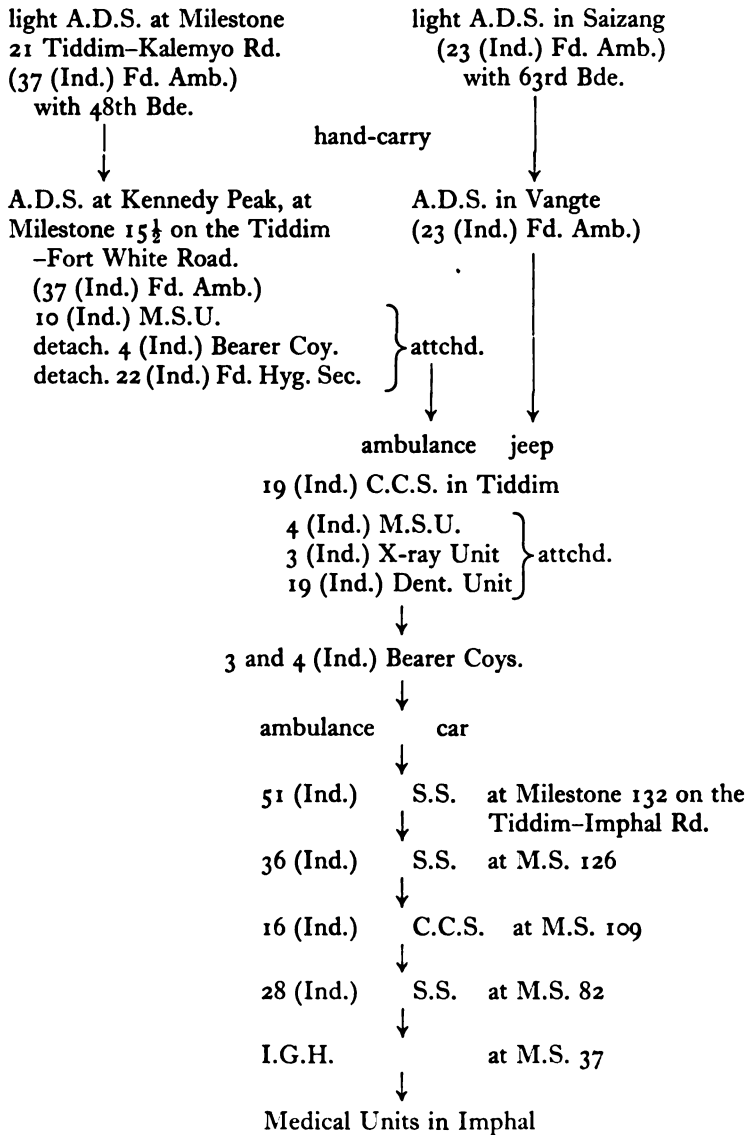 light A.D.S. at Milestone
21 Tiddim–Kalemyo Rd.
(37 (Ind.) Fd. Amb.)
with 48th Bde.
light A.D.S. in Saizang
(23 (Ind.) Fd. Amb.)
with 63rd Bde.
hand-carry
A.D.S. at Kennedy Peak, at
Milestone 15½ on the Tiddim
–Fort White Road.
(37 (Ind.) Fd. Amb.)
10 (Ind.) M.S.U.
detach. 4 (Ind.) Bearer Coy.
detach. 22 (Ind.) Fd. Hyg. Sec.
attchd.
A.D.S. in Vangte
(23 (Ind.) Fd. Amb.)
ambulance jeep
19 (Ind.) C.C.S. in Tiddim
4 (Ind.) M.S.U.
3 (Ind.) X-ray Unit
19 (Ind.) Dent. Unit
attchd.
3 and 4 (Ind.) Bearer Coys.
ambulance car
51 (Ind.) S.S. at Milestone 132 on the
Tiddim–Imphal Rd.
36 (Ind.) S.S. at M.S. 126
16 (Ind.) C.C.S. at M.S. 109
28 (Ind.) S.S. at M.S. 82
I.G.H. at M.S. 37
Medical Units in Imphal